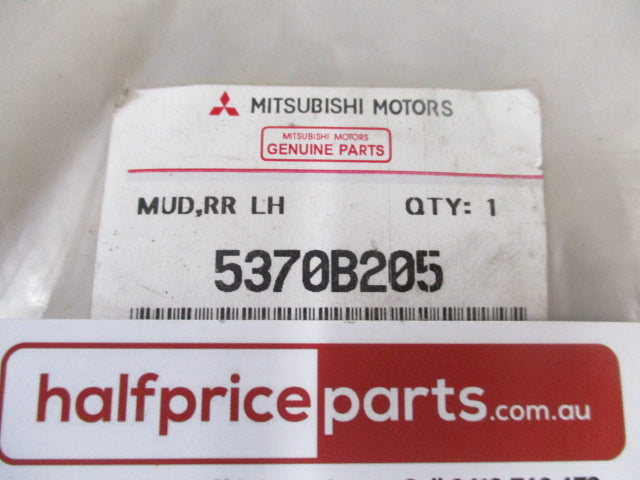 MITSUBISHI MOTORS
MITSUBISHI MOTORS
GENUINE PARTS
MUD,RR LH QTY: 1
5370B205
halfpriceparts.com.au